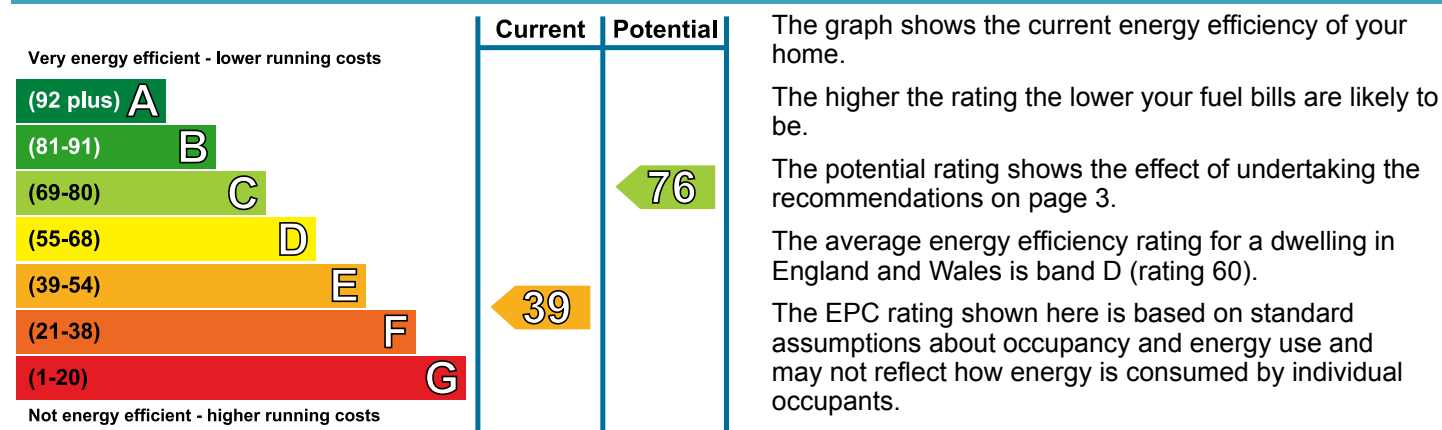 Current Potential
Very energy efficient - lower running costs
(92 plus) A
(81-91) B
(69-80) C
76
(55-68) D
(39-54) E
39
(21-38) F
(1-20) G
Not energy efficient - higher running costs
The graph shows the current energy efficiency of your
home.
The higher the rating the lower your fuel bills are likely to
be.
The potential rating shows the effect of undertaking the
recommendations on page 3.
The average energy efficiency rating for a dwelling in
England and Wales is band D (rating 60).
The EPC rating shown here is based on standard
assumptions about occupancy and energy use and
may not reflect how energy is consumed by individual
occupants.